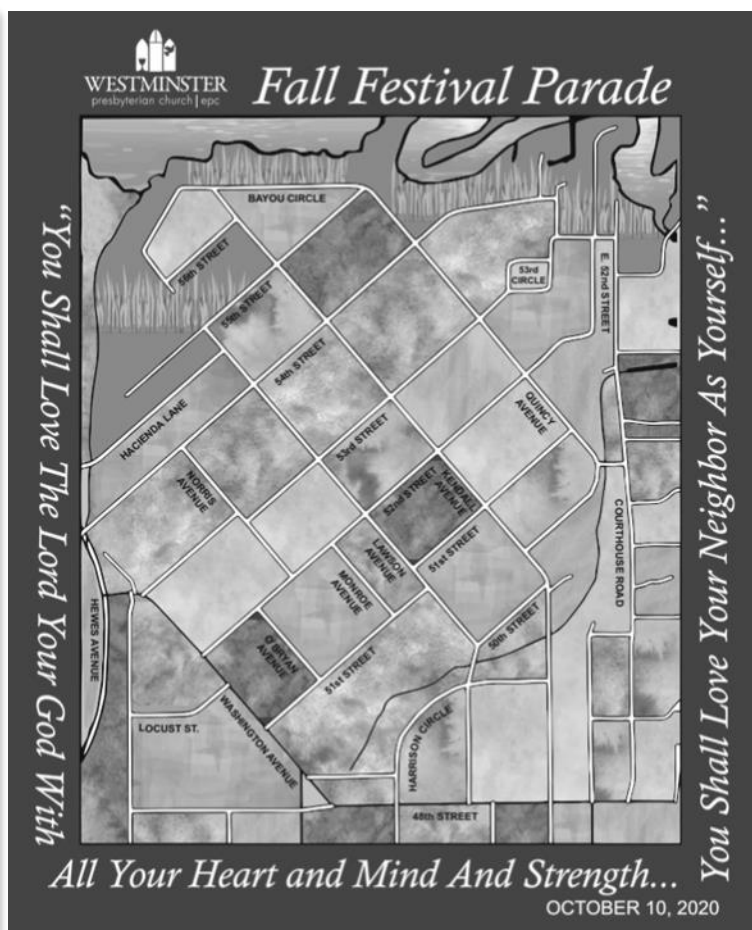 WESTMINSTER
presbyterian church | epc
Fall Festival Parade
"You Shall Love The Lord Your God With
All Your Heart and Mind And Strength...
You Shall Love Your Neighbor As Yourself..."
BAYOU CIRCLE
56th STREET
55th STREET
54th STREET
53rd
CIRCLE
E. 52nd STREET
HACIENDA LANE
NORRIS
AVENUE
53rd STREET
QUINCY
AVENUE
52nd STREET
KENDALL
AVENUE
LAWSON
AVENUE
51st STREET
MONROE
AVENUE
COURTHOUSE ROAD
HEWES AVENUE
O'BRYAN
AVENUE
51st STREET
50th STREET
LOCUST ST.
WASHINGTON AVENUE
HARRISON CIRCLE
48th STREET
OCTOBER 10, 2020